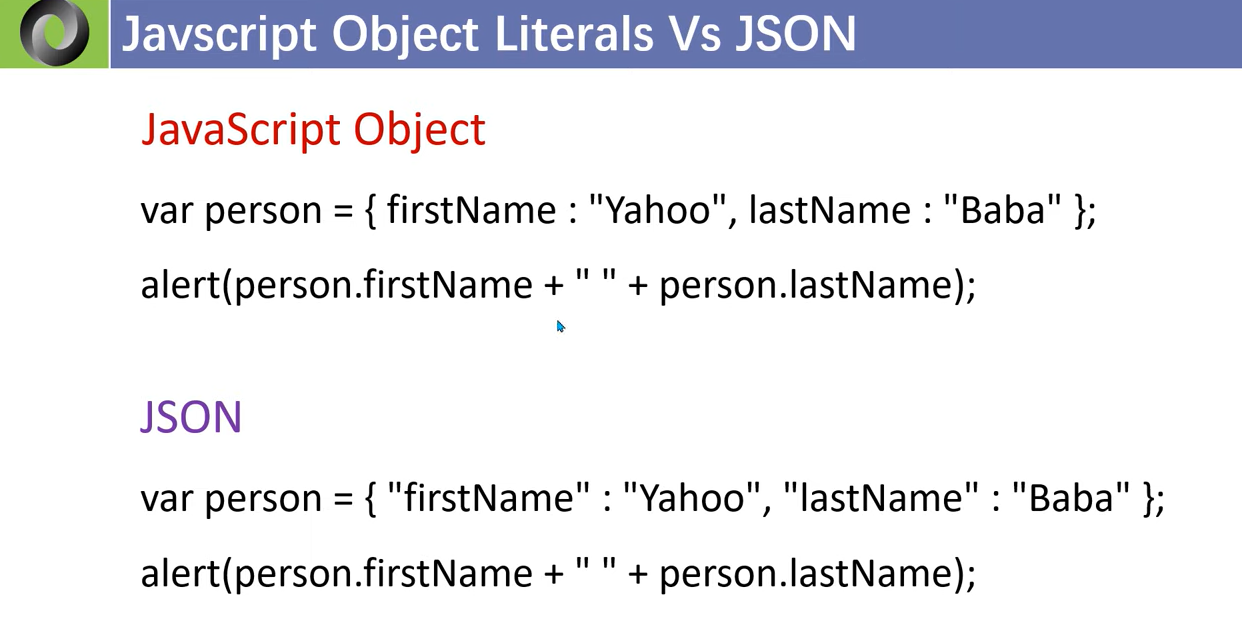 Javscript Object Literals Vs JSON
JavaScript Object
var person = { firstName : "Yahoo", lastName : "Baba" };
alert(person.firstName + " " + person.lastName);
JSON
var person = { "firstName" : "Yahoo", "lastName" : "Baba" };
alert(person.firstName + " " + person.lastName);